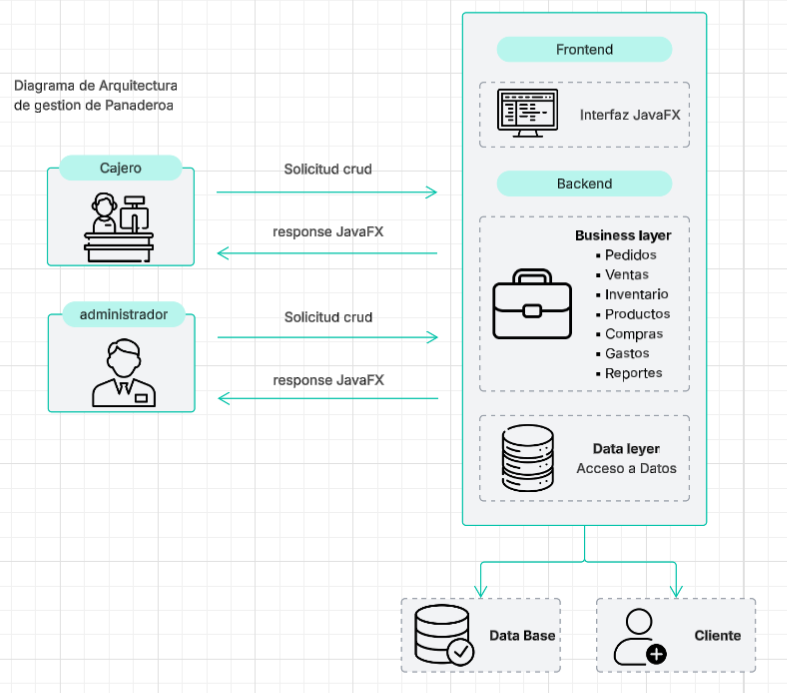 Diagrama de Arquitectura
de gestion de Panaderoa
Cajero
Solicitud crud
response JavaFX
administrador
Solicitud crud
response JavaFX
Frontend
Interfaz JavaFX
Backend
Business layer
▪ Pedidos
▪ Ventas
▪ Inventario
▪ Productos
▪ Compras
▪ Gastos
▪ Reportes
Data leyer
Acceso a Datos
Data Base
Cliente